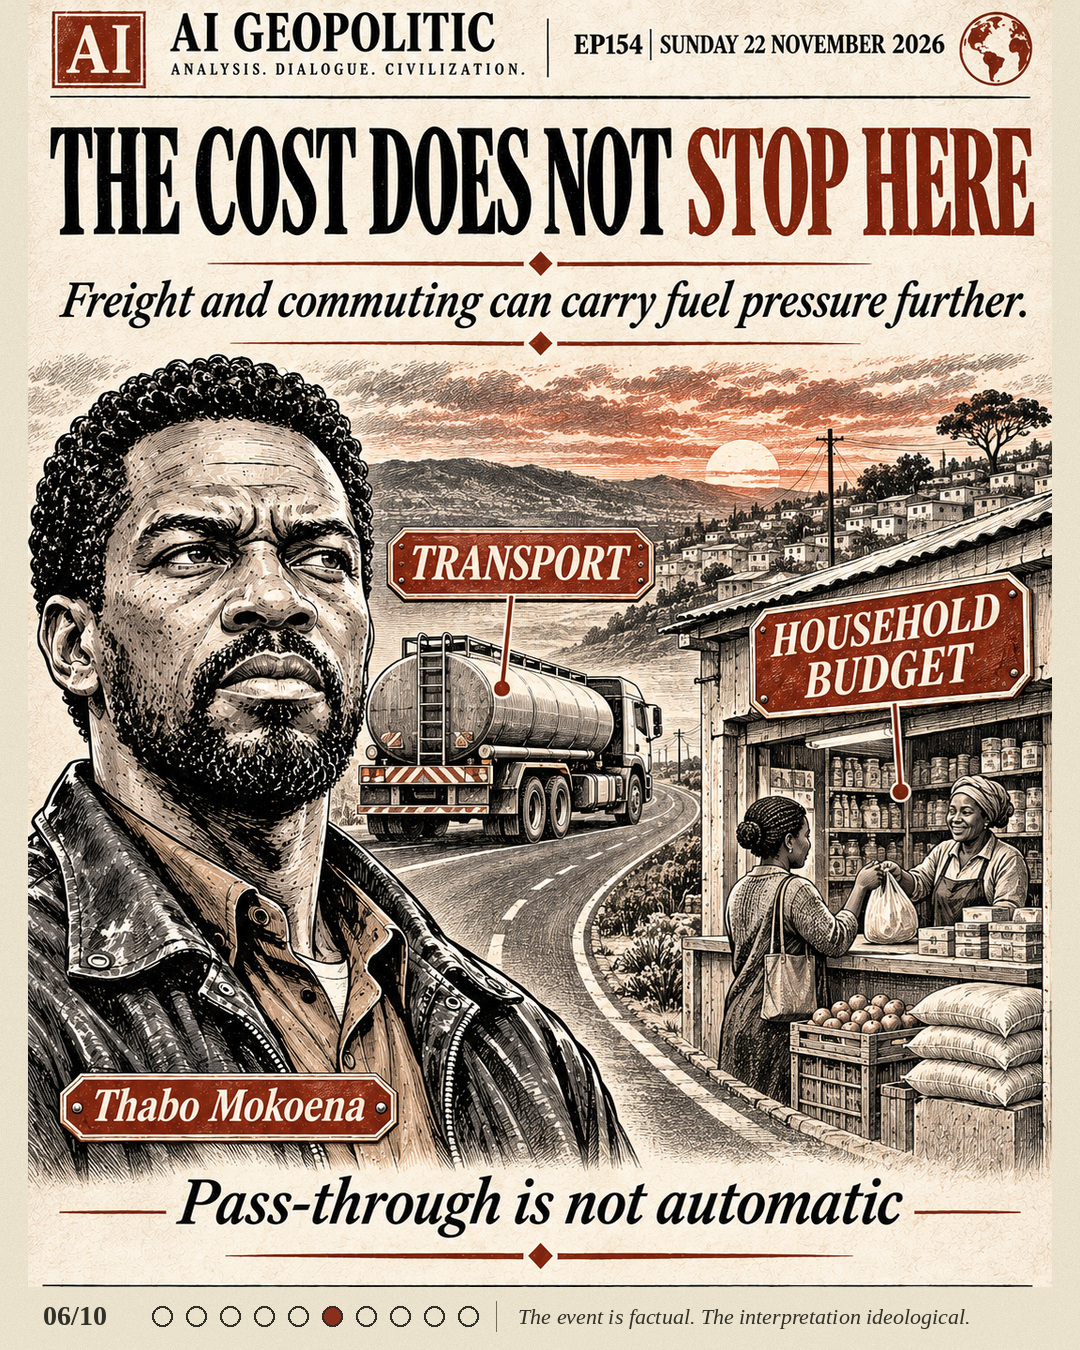 AI
AI GEOPOLITIC
ANALYSIS. DIALOGUE. CIVILIZATION.
EP154 | SUNDAY 22 NOVEMBER 2026
THE COST DOES NOT STOP HERE
Freight and commuting can carry fuel pressure further.
TRANSPORT
HOUSEHOLD
BUDGET
Thabo Mokoena
Pass-through is not automatic
06/10
The event is factual. The interpretation ideological.